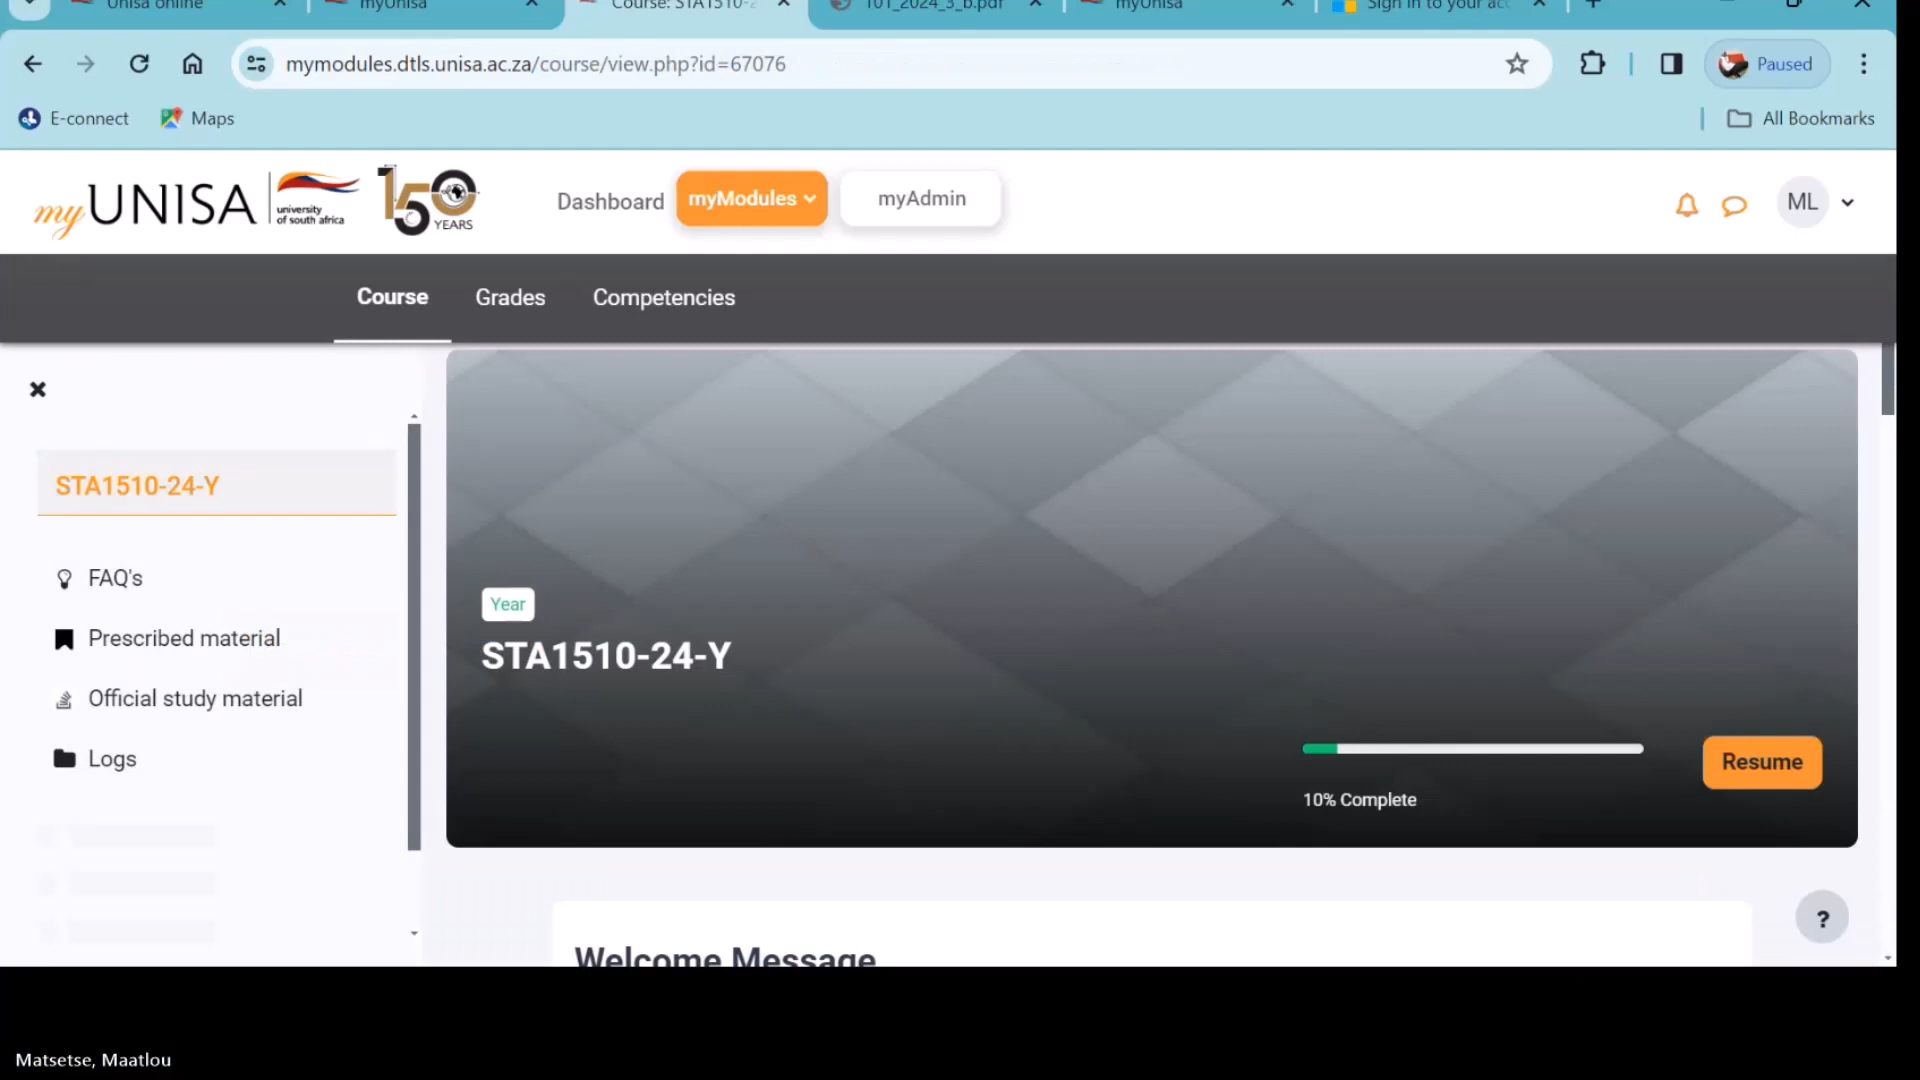 Unisa online
myUnisa
Course: STA1510-2
101_2024_3_b.pdf
myUnisa
Sign in to your acc
mymodules.dtls.unisa.ac.za/course/view.php?id=67076
Paused
E-connect
Maps
All Bookmarks
myUNISA
university
of south africa
150
YEARS
Dashboard
myModules
myAdmin
ML
Course
Grades
Competencies
STA1510-24-Y
FAQ's
Prescribed material
Official study material
Logs
Year
STA1510-24-Y
10% Complete
Resume
?
Welcome Message
Matsetse, Maatlou